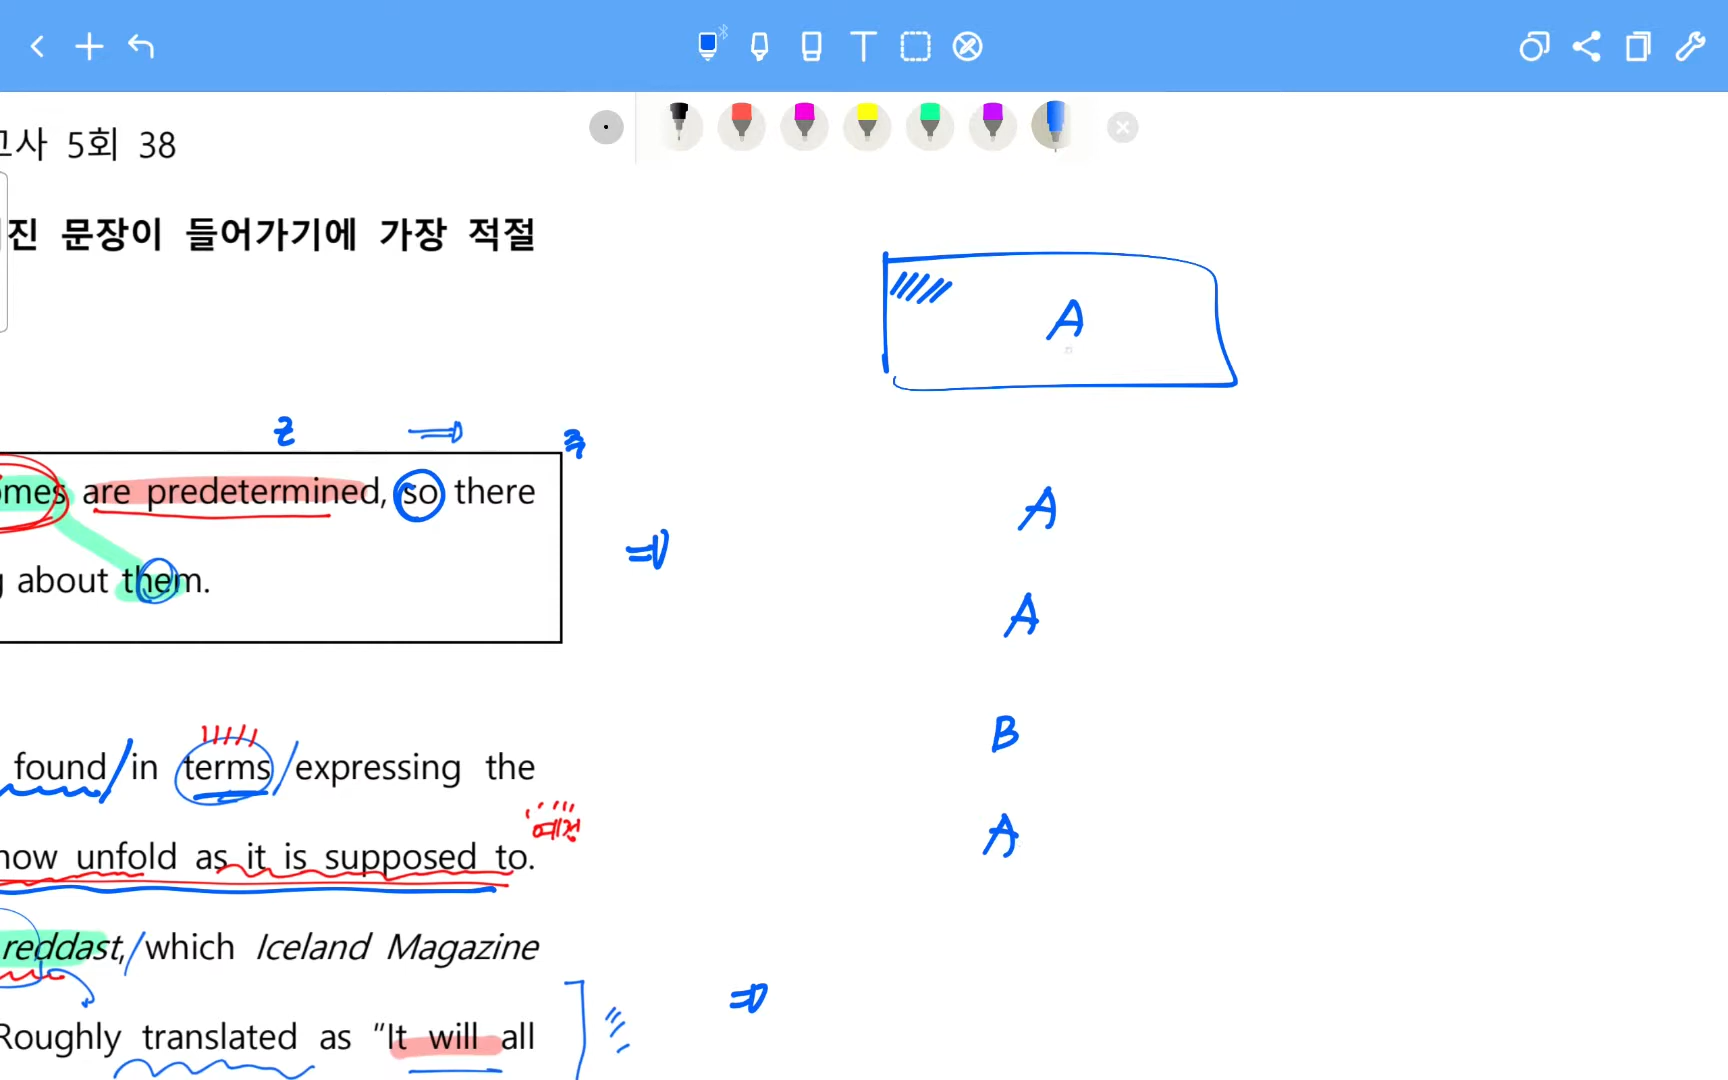 고사 5회 38
진 문장이 들어가기에 가장 적절
A
omes are predetermined, so there
about them.
A
A
B
found in terms expressing the
예정
now unfold as it is supposed to.
A
reddast, which Iceland Magazine
Roughly translated as “It will all